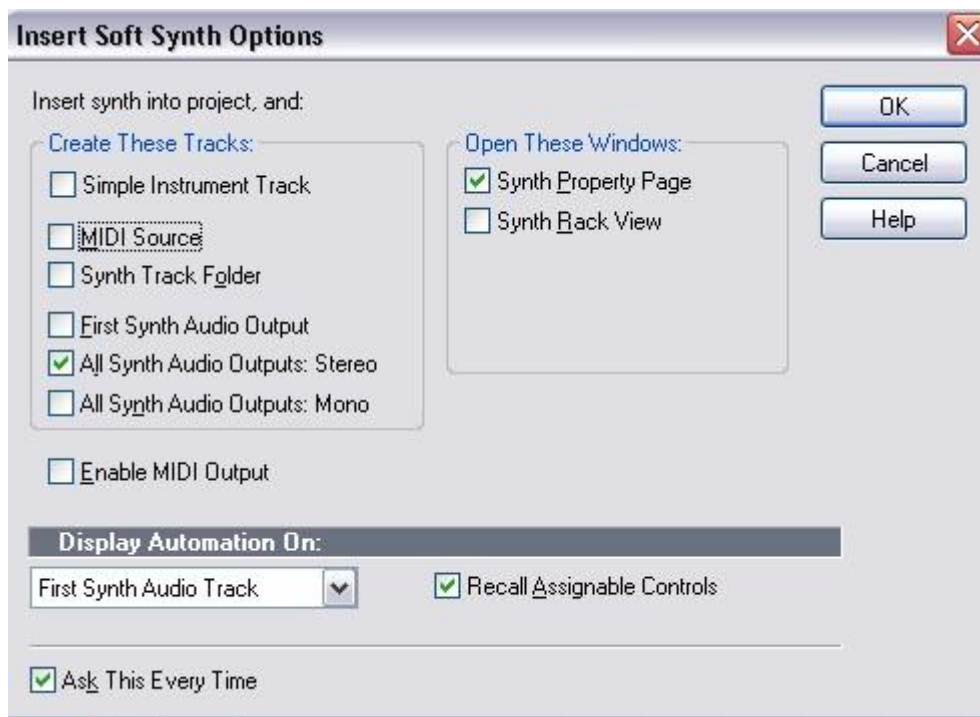 Insert Soft Synth Options
Insert synth into project, and:
Create These Tracks:
Simple Instrument Track
MIDI Source
Synth Track Folder
First Synth Audio Output
All Synth Audio Outputs: Stereo
All Synth Audio Outputs: Mono
Enable MIDI Output
Open These Windows:
Synth Property Page
Synth Rack View
OK
Cancel
Help
Display Automation On:
First Synth Audio Track
Recall Assignable Controls
Ask This Every Time